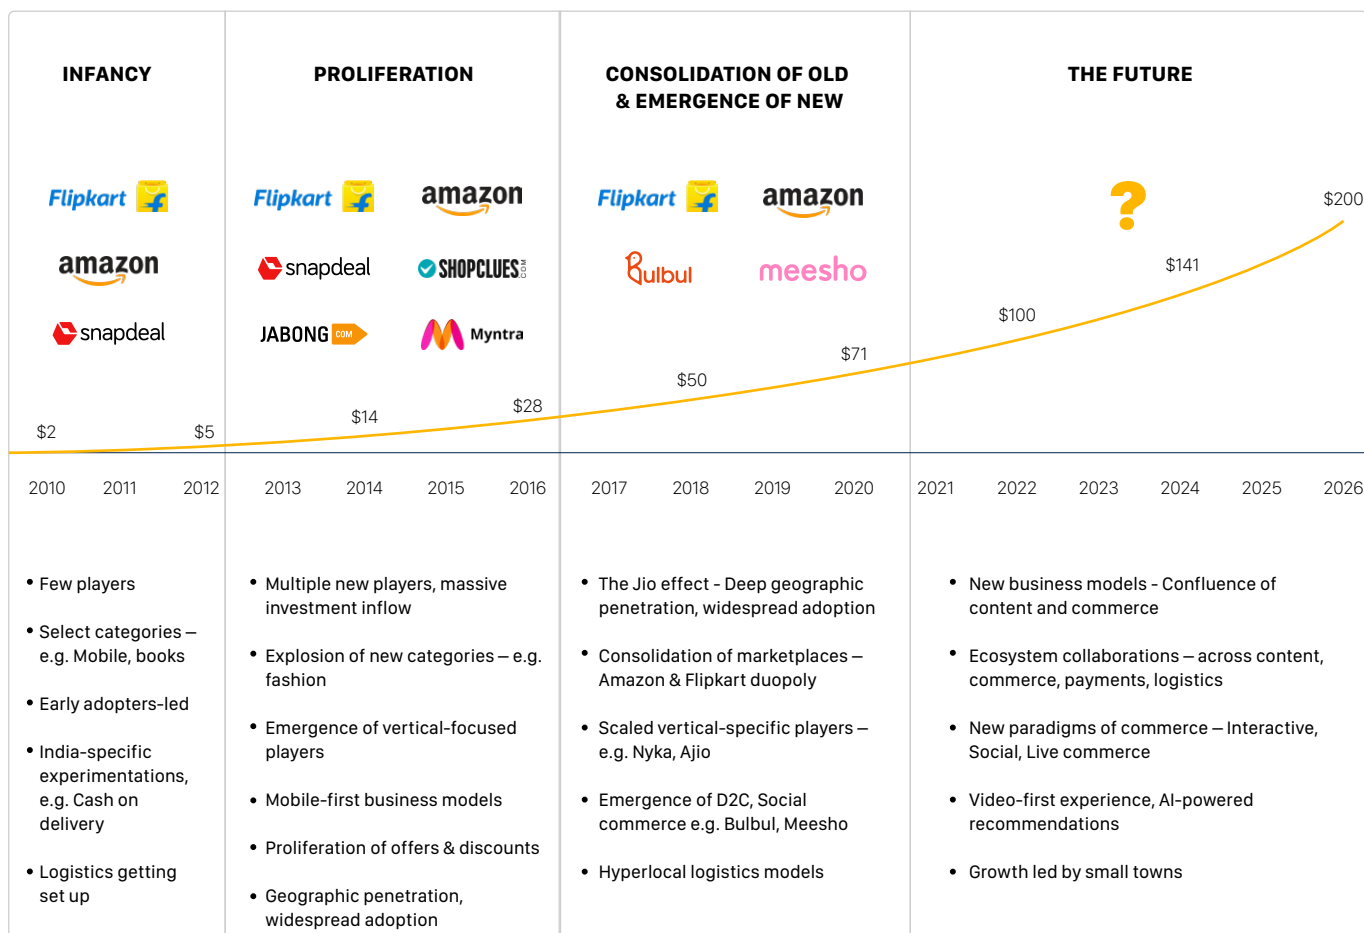 INFANCY
Flipkart
amazon
snapdeal
PROLIFERATION
Flipkart
amazon
snapdeal
SHOPCLUES.COM
JABONG COM
Myntra
CONSOLIDATION OF OLD
& EMERGENCE OF NEW
Flipkart
amazon
Bulbul
meesho
THE FUTURE
?
$2
$5
$14
$28
$50
$71
$100
$141
$200
2010 2011 2012 2013 2014 2015 2016 2017 2018 2019 2020 2021 2022 2023 2024 2025 2026
• Few players
• Select categories –
e.g. Mobile, books
• Early adopters-led
• India-specific
experimentations,
e.g. Cash on
delivery
• Logistics getting
set up
• Multiple new players, massive
investment inflow
• Explosion of new categories – e.g.
fashion
• Emergence of vertical-focused
players
• Mobile-first business models
• Proliferation of offers & discounts
• Geographic penetration,
widespread adoption
• The Jio effect - Deep geographic
penetration, widespread adoption
• Consolidation of marketplaces –
Amazon & Flipkart duopoly
• Scaled vertical-specific players –
e.g. Nyka, Ajio
• Emergence of D2C, Social
commerce e.g. Bulbul, Meesho
• Hyperlocal logistics models
• New business models - Confluence of
content and commerce
• Ecosystem collaborations – across content,
commerce, payments, logistics
• New paradigms of commerce – Interactive,
Social, Live commerce
• Video-first experience, AI-powered
recommendations
• Growth led by small towns